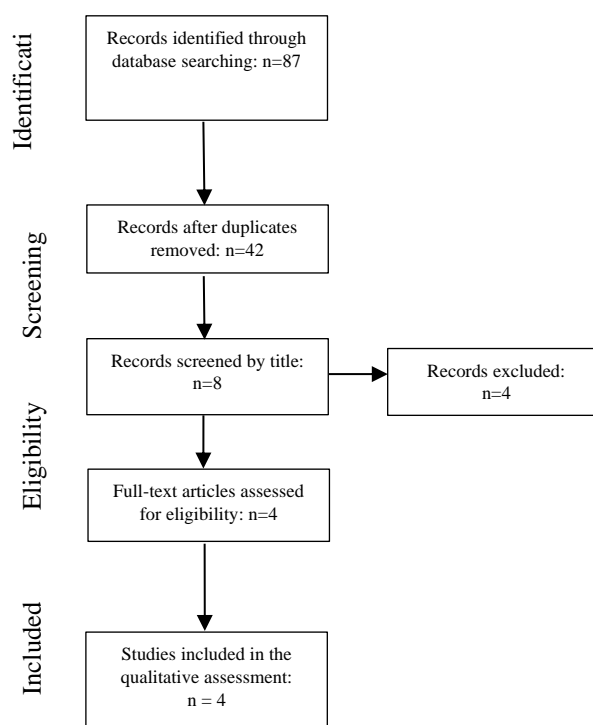 Identificati
Records identified through
database searching: n=87
Screening
Records after duplicates
removed: n=42
Records screened by title:
n=8
Records excluded:
n=4
Eligibility
Full-text articles assessed
for eligibility: n=4
Included
Studies included in the
qualitative assessment:
n = 4